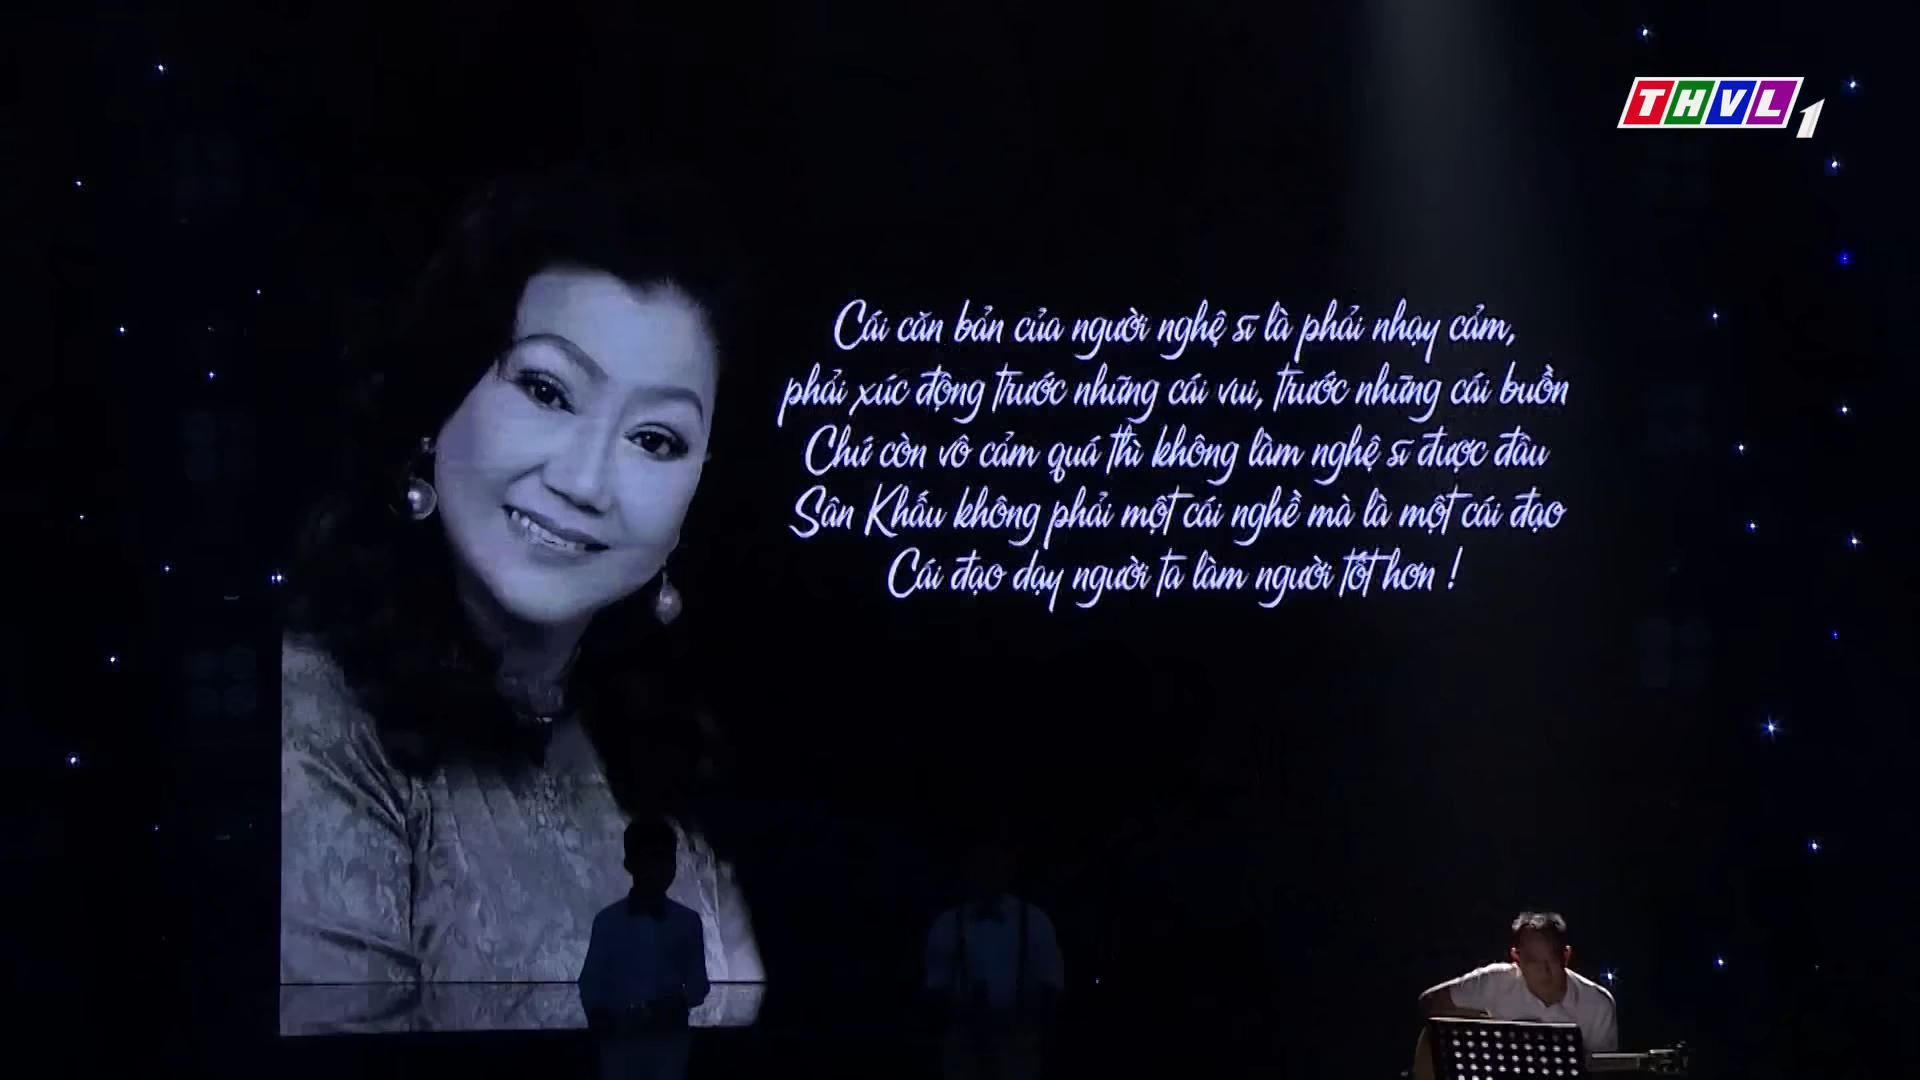 THVL1
Cái căn bản của người nghệ sĩ là phải nhạy cảm,
phải xúc động trước những cái vui, trước những cái buồn
Chứ còn vô cảm quá thì không làm nghệ sĩ được đâu
Sân Khấu không phải một cái nghề mà là một cái đạo
Cái đạo dạy người ta làm người tốt hơn !